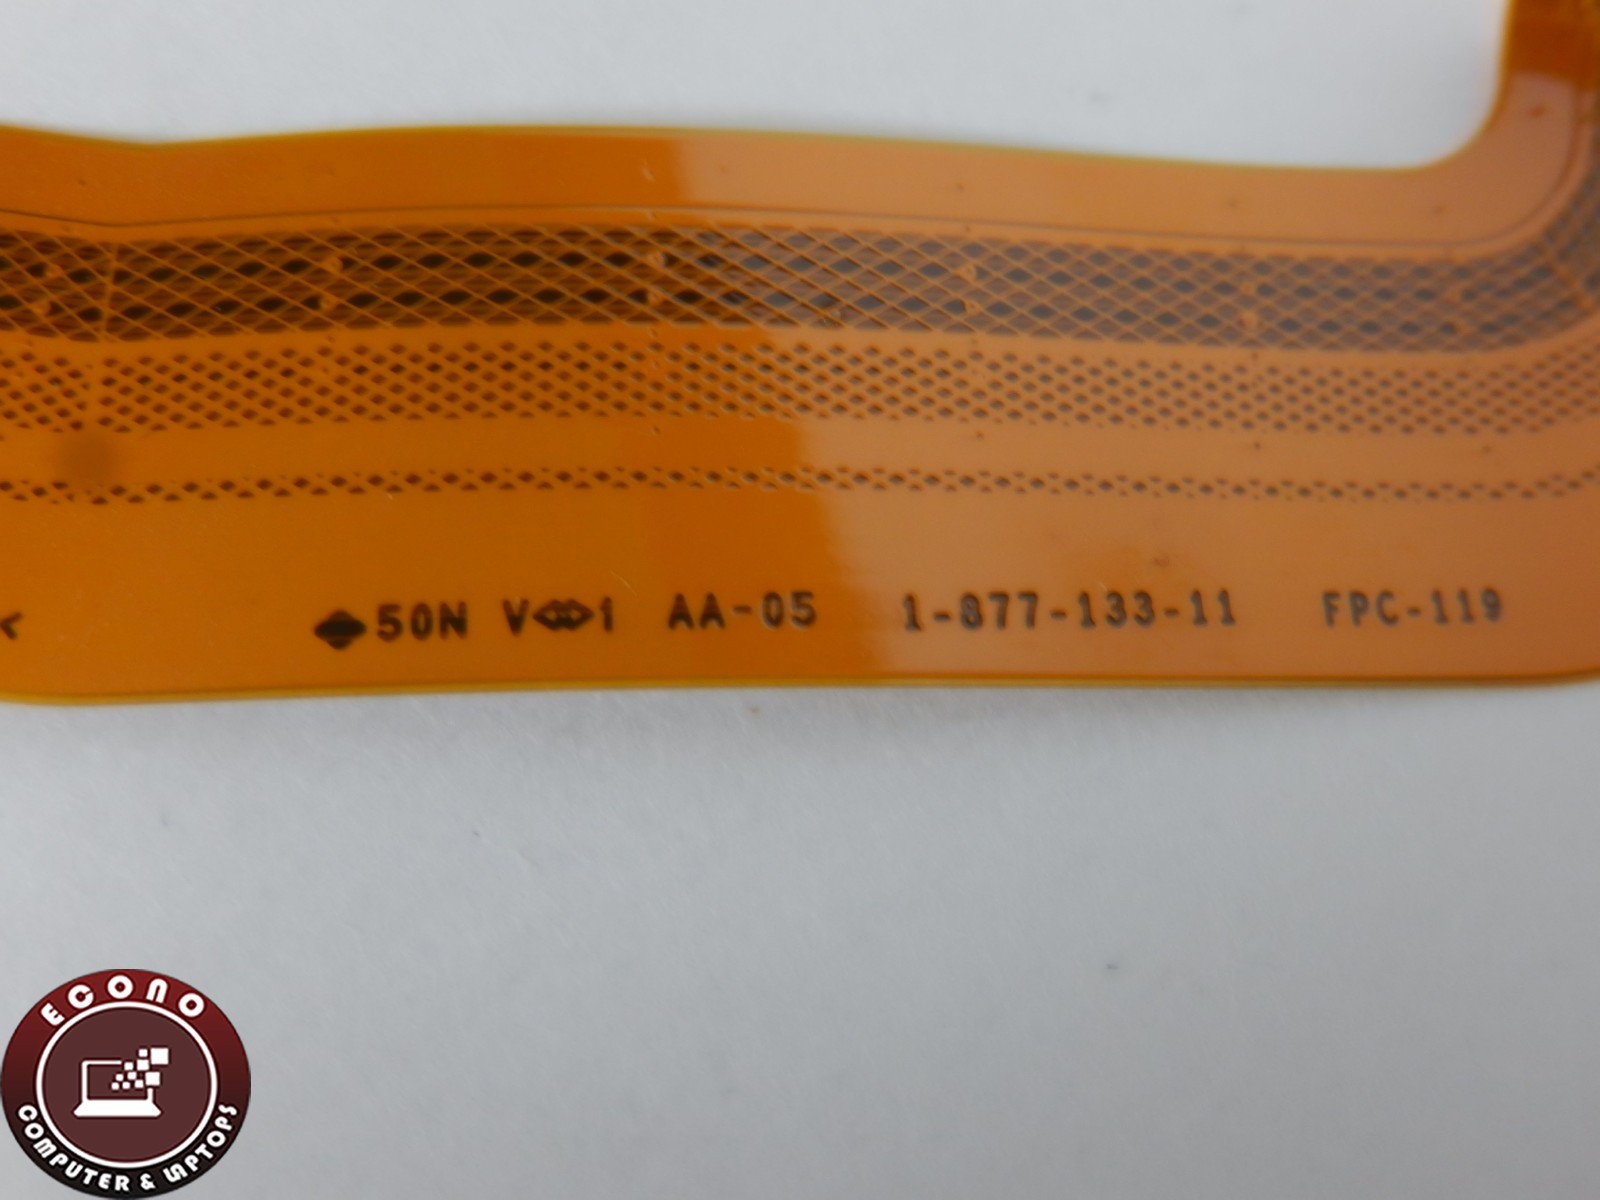 <
50N V1 AA-05 1-877-133-11 FPC-119
ECONO
COMPUTER & LAPTOPS